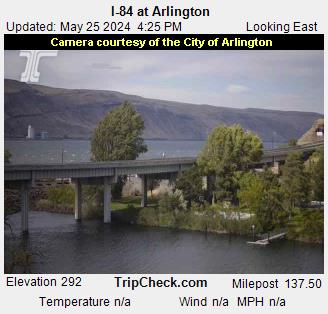 I-84 at Arlington
Updated: May 25 2024 4:25 PM Looking East
Camera courtesy of the City of Arlington
Elevation 292 TripCheck.com Milepost 137.50
Temperature n/a Wind n/a MPH n/a